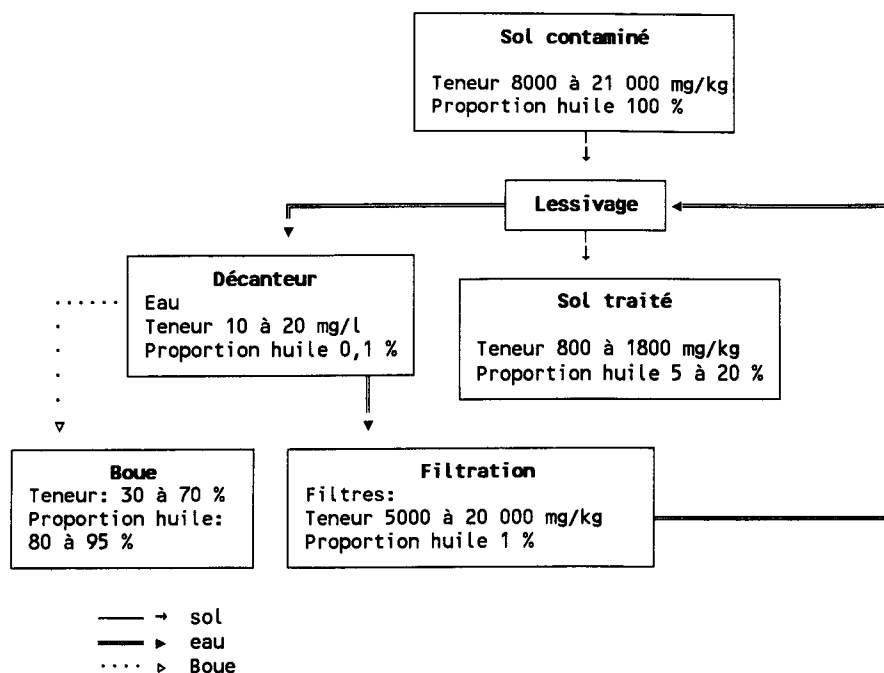 Sol contaminé
Teneur 8000 à 21 000 mg/kg
Proportion huile 100 %
Lessivage
Décanteur
Eau
Teneur 10 à 20 mg/l
Proportion huile 0,1 %
Sol traité
Teneur 800 à 1800 mg/kg
Proportion huile 5 à 20 %
Boue
Teneur: 30 à 70 %
Proportion huile:
80 à 95 %
Filtration
Filtres:
Teneur 5000 à 20 000 mg/kg
Proportion huile 1 %
sol
eau
Boue